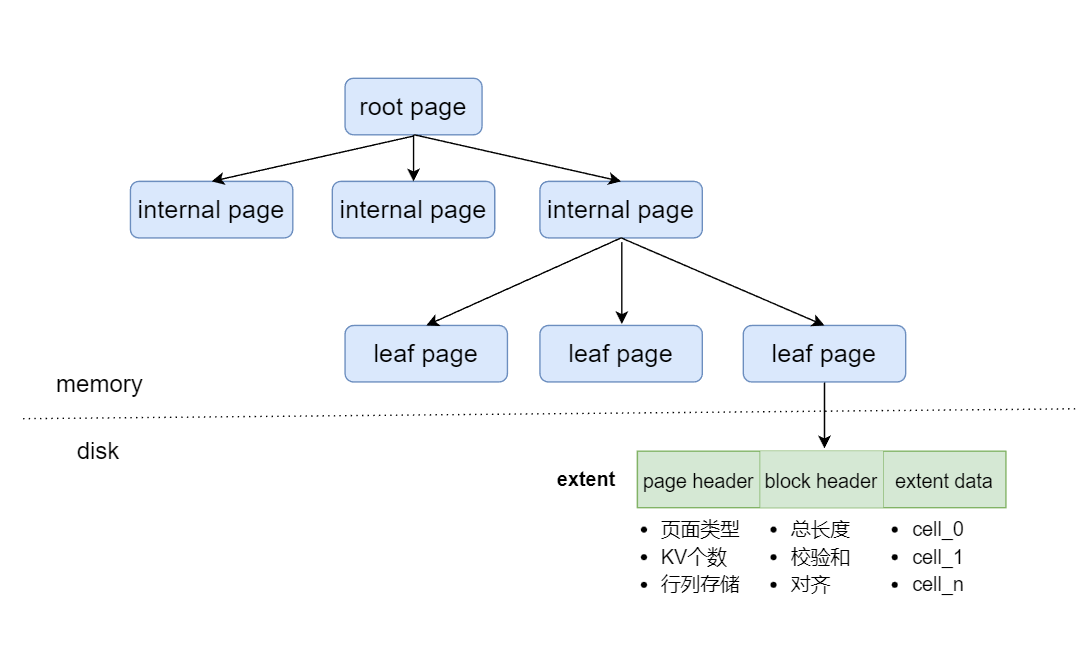 root page
internal page
internal page
internal page
leaf page
leaf page
leaf page
memory
disk
extent
page header
block header
extent data
• 页面类型
• KV个数
• 行列存储
• 总长度
• 校验和
• 对齐
• cell_0
• cell_1
• cell_n